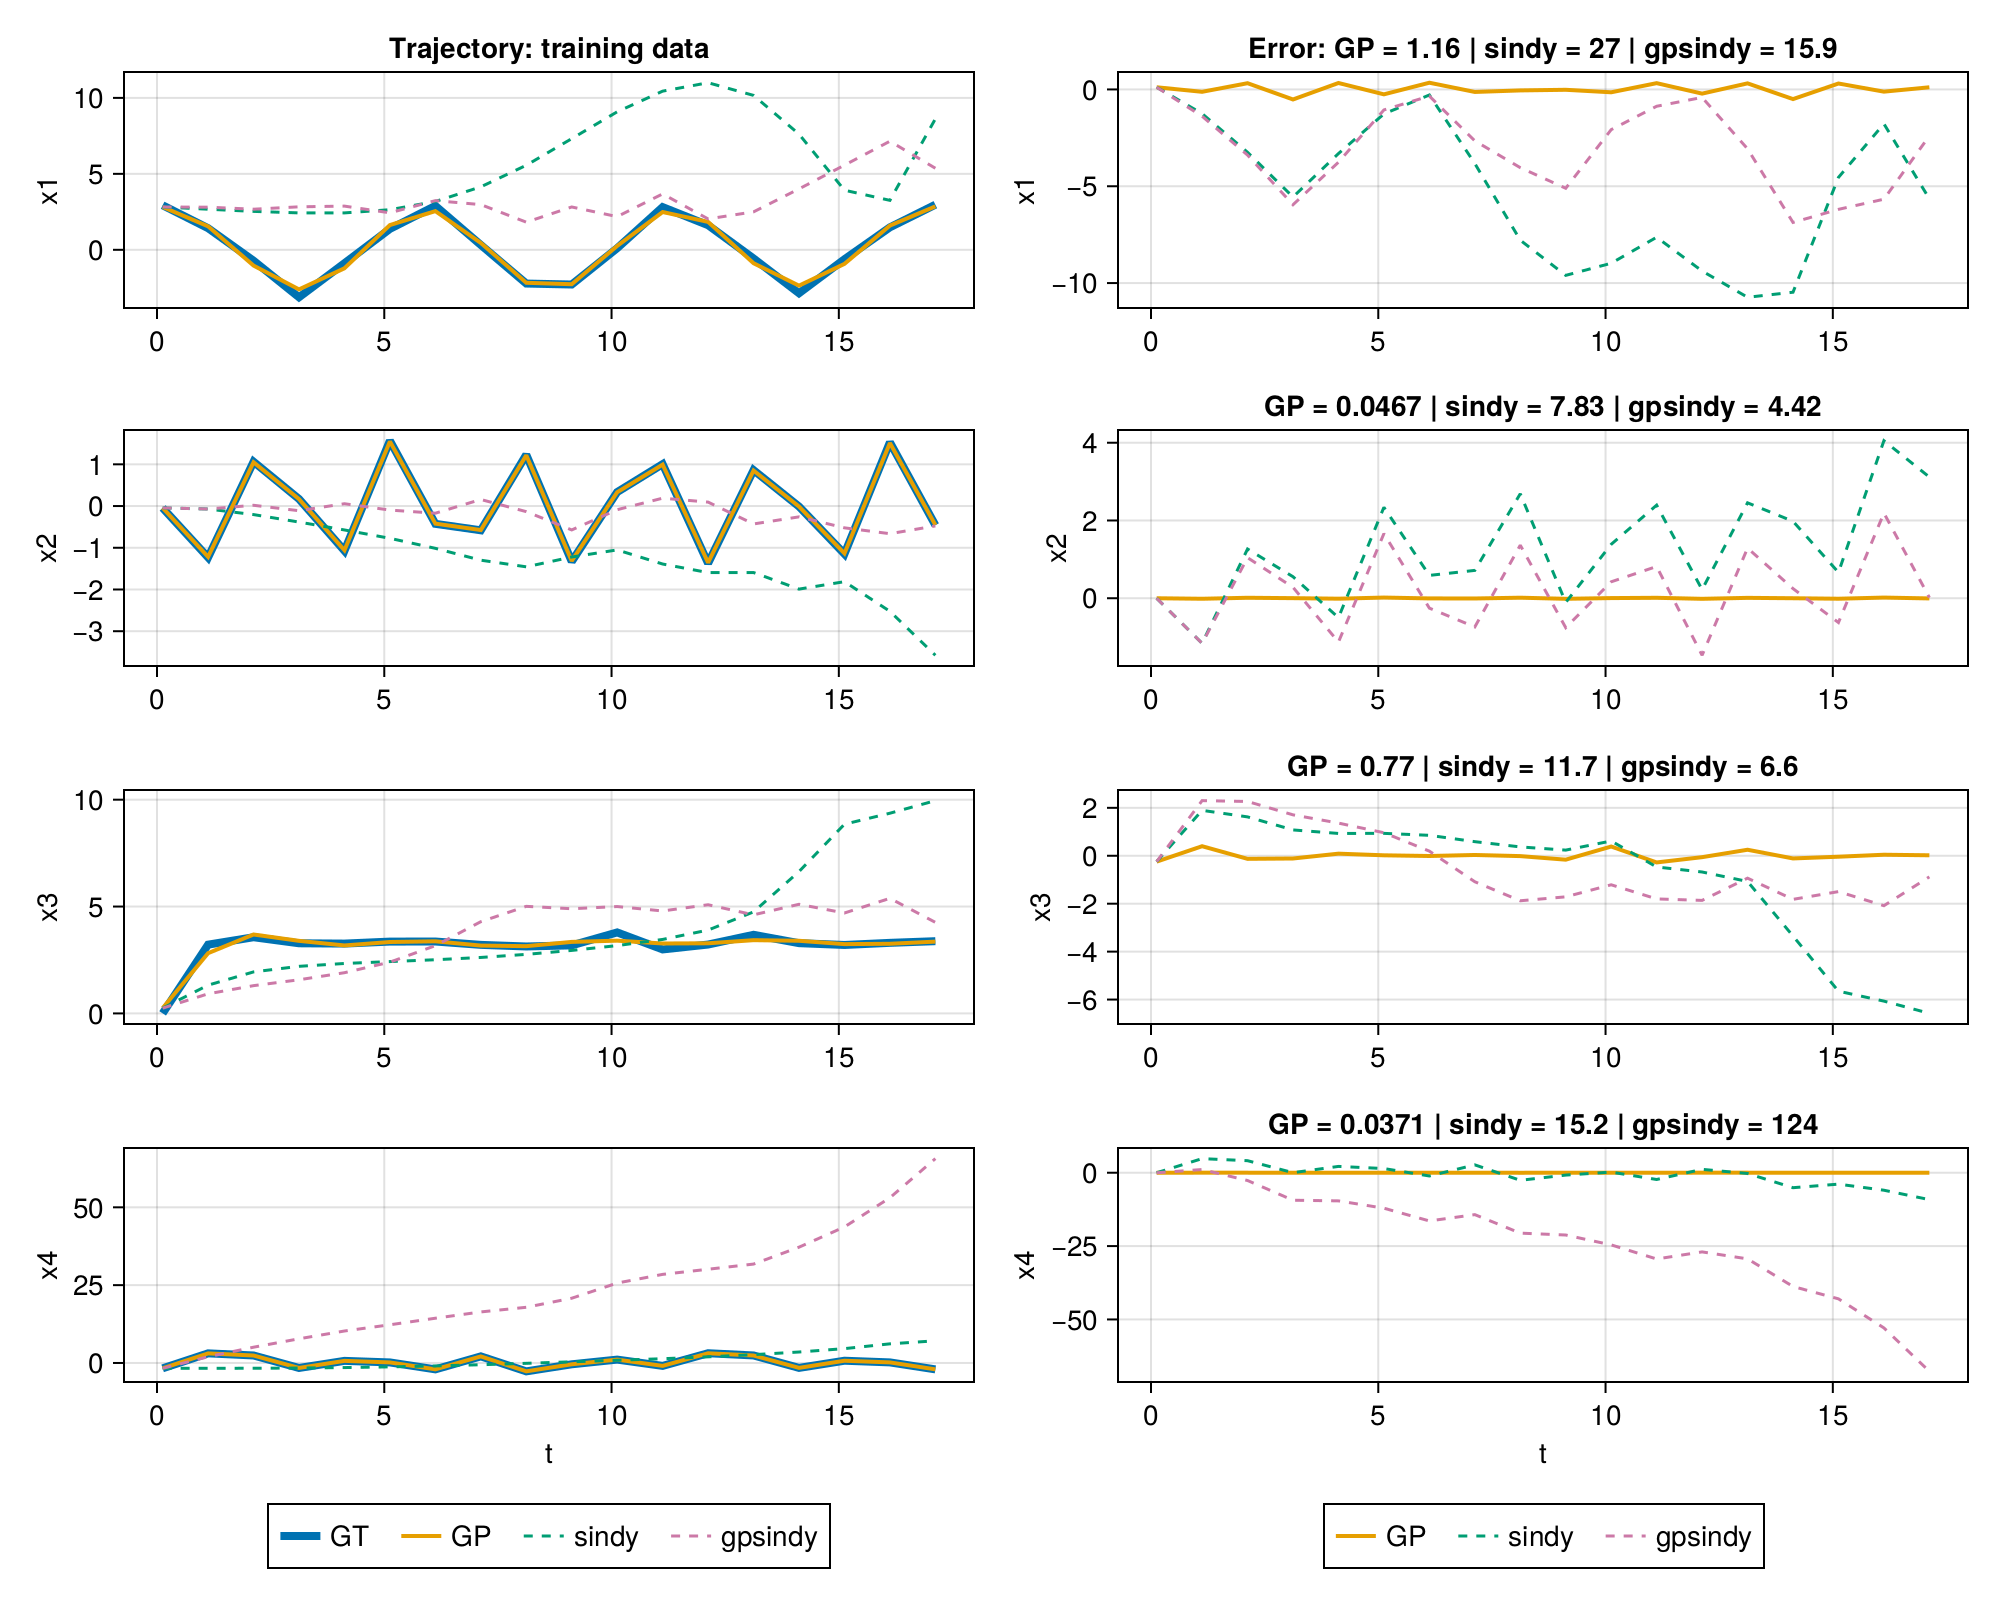 Trajectory: training data
x1
10
5
0
0 5 10 15
Error: GP = 1.16 | sindy = 27 | gpsindy = 15.9
x1
0
−5
−10
0 5 10 15
x2
1
0
−1
−2
−3
0 5 10 15
GP = 0.0467 | sindy = 7.83 | gpsindy = 4.42
x2
4
2
0
0 5 10 15
x3
10
5
0
0 5 10 15
GP = 0.77 | sindy = 11.7 | gpsindy = 6.6
x3
2
0
−2
−4
−6
0 5 10 15
x4
50
25
0
0 5 10 15
t
GP = 0.0371 | sindy = 15.2 | gpsindy = 124
x4
0
−25
−50
0 5 10 15
t
GT GP sindy gpsindy
GP sindy gpsindy